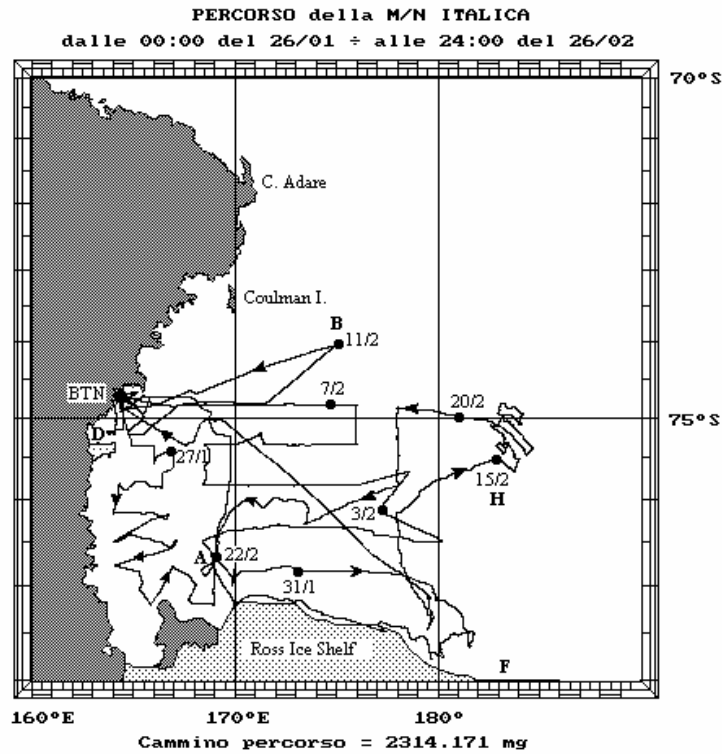 PERCORSO della M/N ITALICA
dalle 00:00 del 26/01 ÷ alle 24:00 del 26/02
70°S
C. Adare
Coulman I.
B
11/2
BTN
7/2
20/2
75°S
D
27/1
15/2
H
3/2
A
22/2
31/1
Ross Ice Shelf
F
160°E 170°E 180°
Cammino percorso = 2314.171 mg